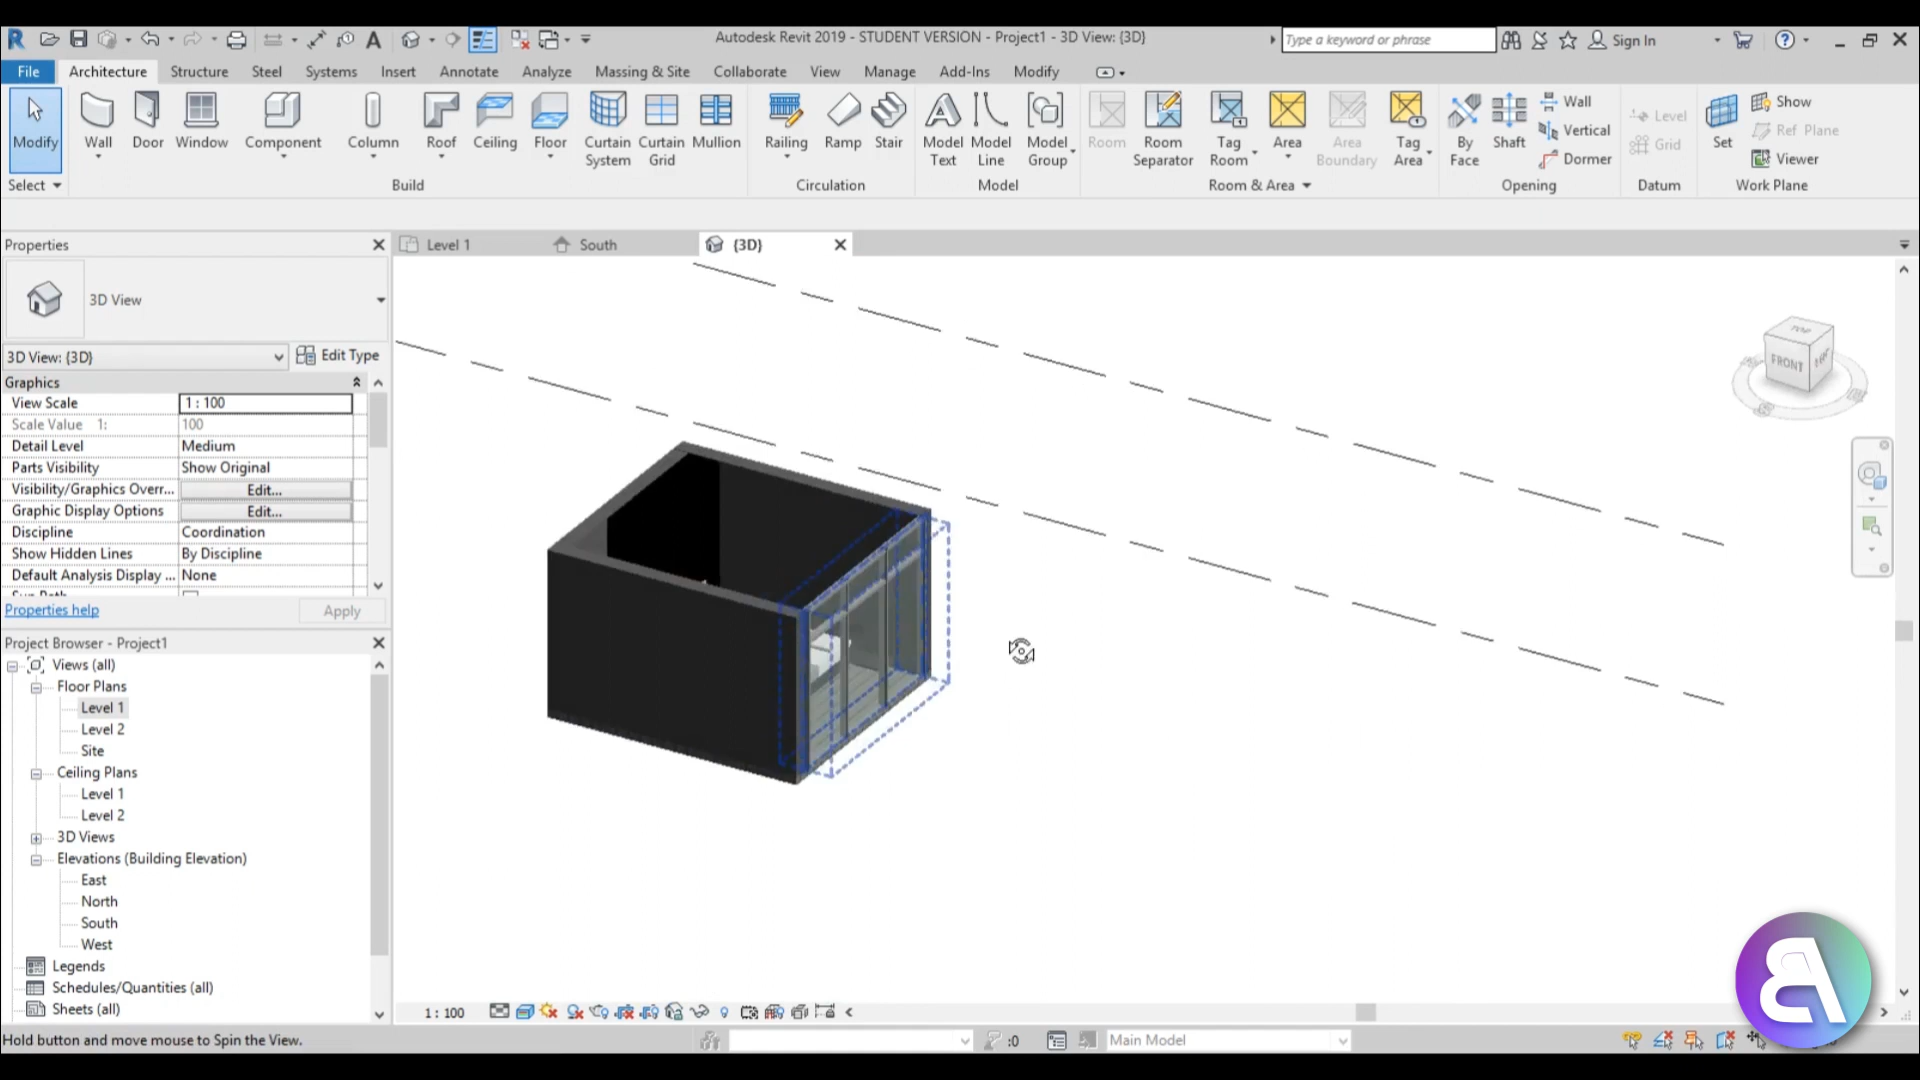 Autodesk Revit 2019 - STUDENT VERSION - Project1 - 3D View: {3D}
Type a keyword or phrase
Sign In
File Architecture Structure Steel Systems Insert Annotate Analyze Massing & Site Collaborate View Manage Add-Ins Modify
Modify Wall Door Window Component Column Roof Ceiling Floor Curtain System Curtain Grid Mullion Railing Ramp Stair Model Text Model Line Model Group Room Room Separator Tag Room Area Area Boundary Tag Area By Face Shaft Wall Vertical Dormer Level Grid Set Show Ref Plane Viewer
Select Build Circulation Model Room & Area Opening Datum Work Plane
Properties
Level 1 South {3D}
3D View
3D View: {3D} Edit Type
Graphics
View Scale 1 : 100
Scale Value 1: 100
Detail Level Medium
Parts Visibility Show Original
Visibility/Graphics Overr... Edit...
Graphic Display Options Edit...
Discipline Coordination
Show Hidden Lines By Discipline
Default Analysis Display ... None
Properties help Apply
Project Browser - Project1
Views (all)
Floor Plans
Level 1
Level 2
Site
Ceiling Plans
Level 1
Level 2
3D Views
Elevations (Building Elevation)
East
North
South
West
Legends
Schedules/Quantities (all)
Sheets (all)
TOP
FRONT
1 : 100
Hold button and move mouse to Spin the View.
:0
Main Model